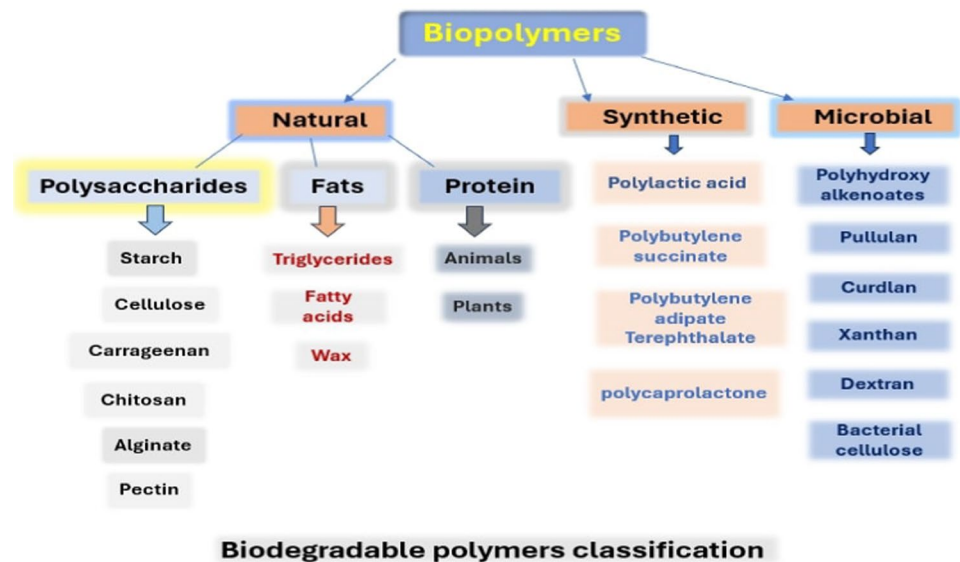 Biopolymers
Natural
Synthetic
Microbial
Polysaccharides
Fats
Protein
Starch
Cellulose
Carrageenan
Chitosan
Alginate
Pectin
Triglycerides
Fatty
acids
Wax
Animals
Plants
Polylactic acid
Polybutylene
succinate
Polybutylene
adipate
Terephthalate
polycaprolactone
Polyhydroxy
alkenoates
Pullulan
Curdlan
Xanthan
Dextran
Bacterial
cellulose
Biodegradable polymers classification